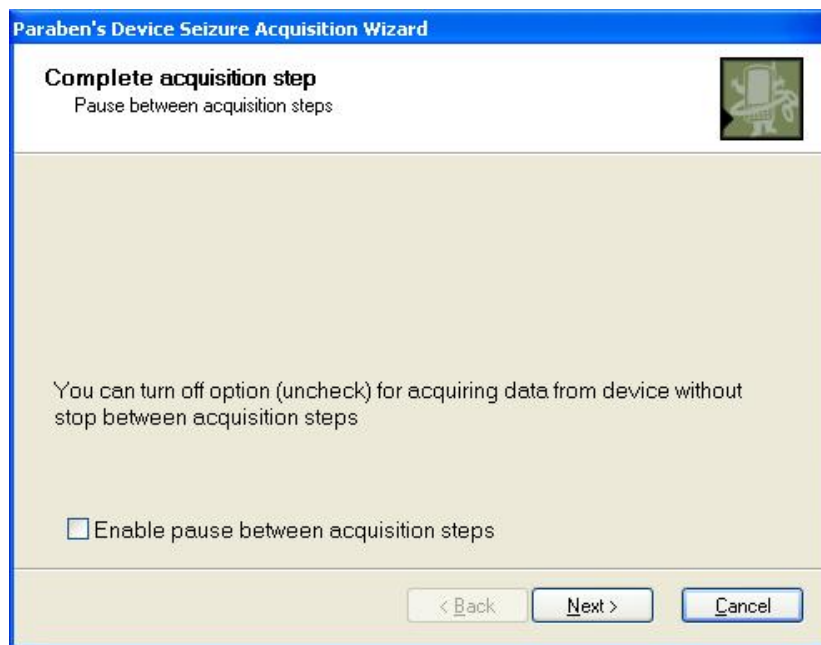 Paraben's Device Seizure Acquisition Wizard
Complete acquisition step
Pause between acquisition steps
You can turn off option (uncheck) for acquiring data from device without
stop between acquisition steps
Enable pause between acquisition steps
< Back
Next >
Cancel